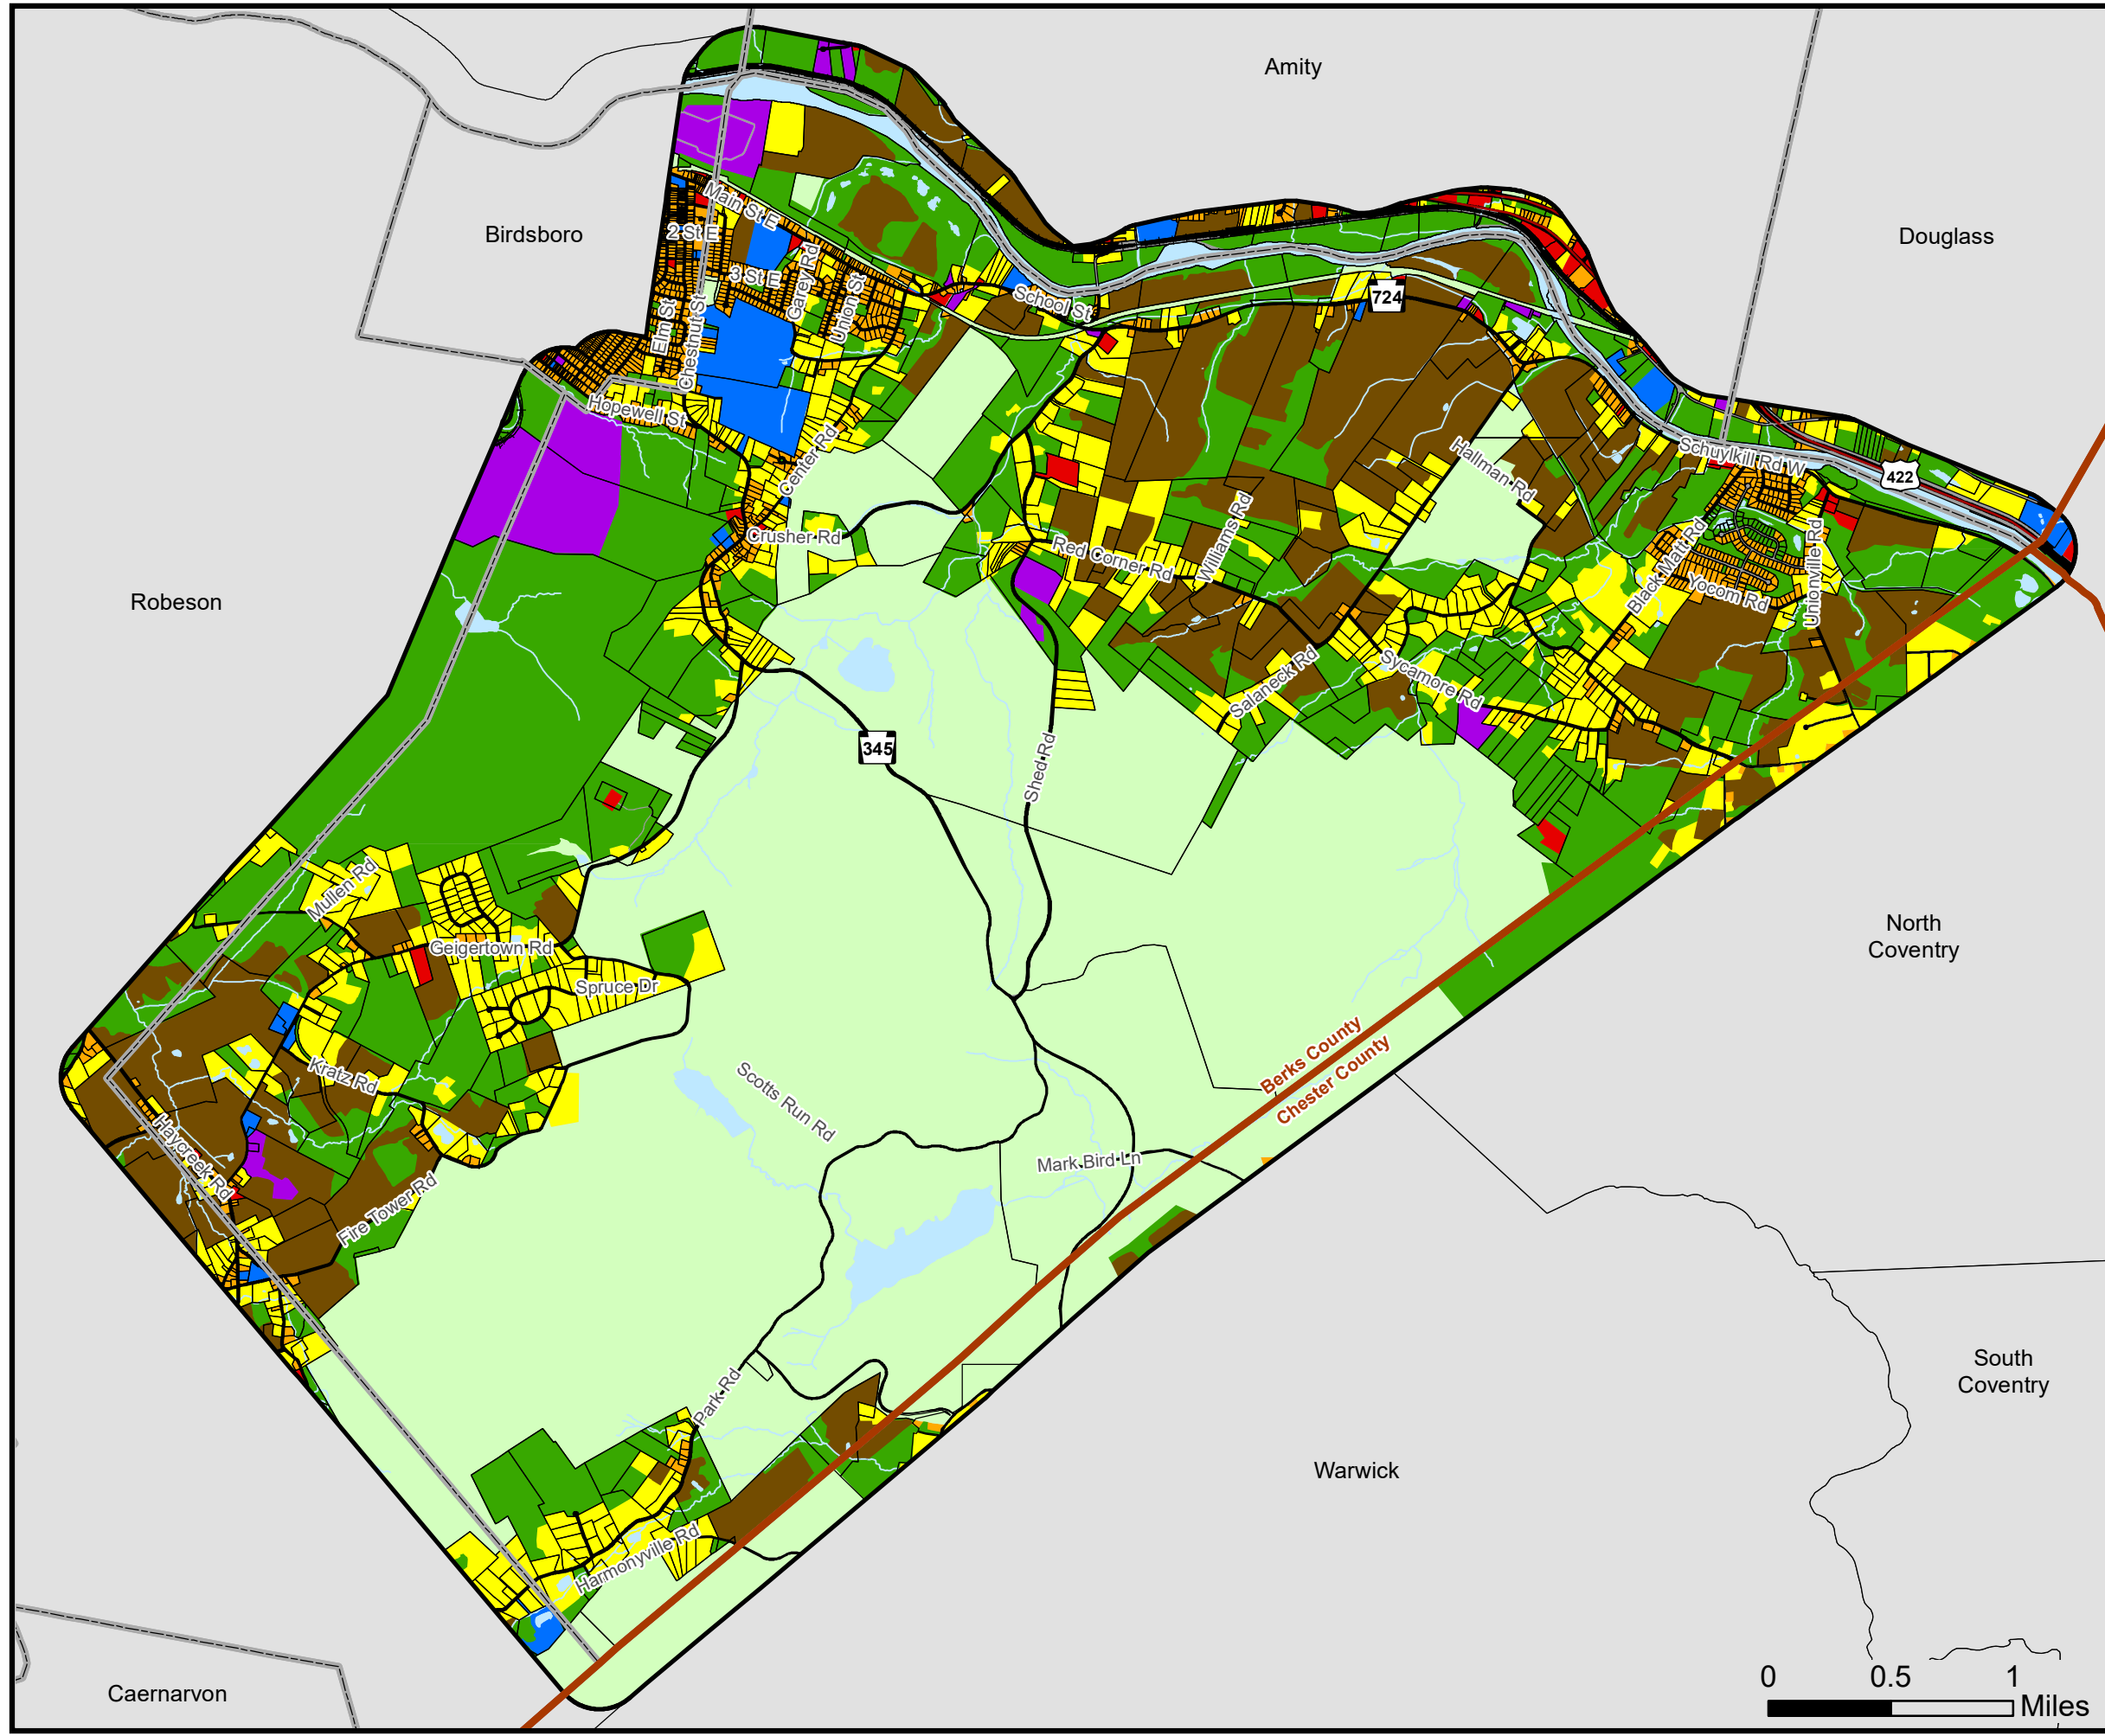 Amity
Birdsboro
Douglass
Main St E
2 St E
3 St E
Garey Rd
Union St
School St
724
Elm St
Chestnut St
Hopewell St
Center Rd
Crusher Rd
Hallman Rd
Schuylkill Rd W
422
Red Corner Rd
Williams Rd
Black Matt Rd
Yocom Rd
Unionville Rd
Robeson
Salaneck Rd
Sycamore Rd
345
Shed Rd
Mullen Rd
Geigertown Rd
Spruce Dr
North
Coventry
Kratz Rd
Scotts Run Rd
Berks County
Chester County
Haycreek Rd
Fire Tower Rd
Mark Bird Ln
Park Rd
South
Coventry
Warwick
Harmonyville Rd
Caernarvon
0 0.5 1
Miles